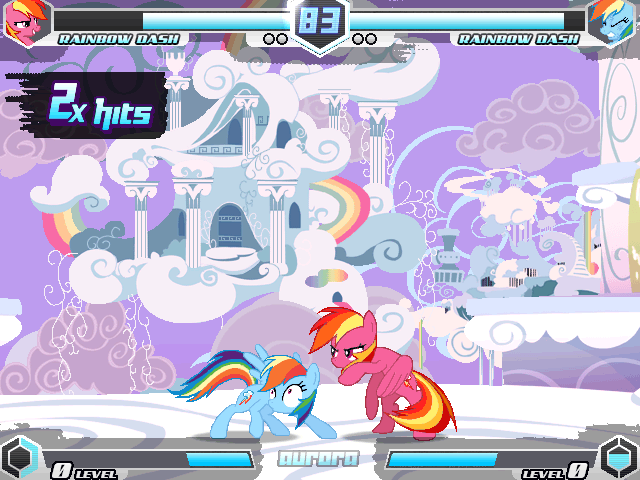 83
RAINBOW DASH
RAINBOW DASH
2x hits
0 LEVEL
aurora
LEVEL 0